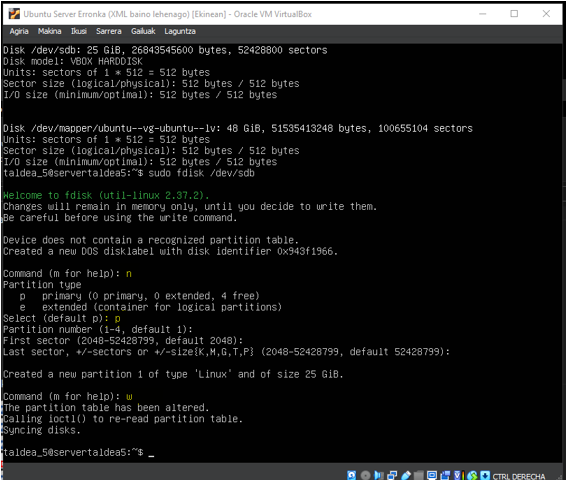 Ubuntu Server Erronka (XML baino lehenago) [Ekinean] - Oracle VM VirtualBox
Agiria Makina Ikusi Sarrera Gailuak Laguntza
Disk /dev/sdb: 25 GiB, 26843545600 bytes, 52428800 sectors
Disk model: VBOX HARDDISK
Units: sectors of 1 * 512 = 512 bytes
Sector size (logical/physical): 512 bytes / 512 bytes
I/O size (minimum/optimal): 512 bytes / 512 bytes
Disk /dev/mapper/ubuntu--vg-ubuntu--lv: 48 GiB, 51535413248 bytes, 100655104 sectors
Units: sectors of 1 * 512 = 512 bytes
Sector size (logical/physical): 512 bytes / 512 bytes
I/O size (minimum/optimal): 512 bytes / 512 bytes
taldea_5@servertaldea5:~$ sudo fdisk /dev/sdb
Welcome to fdisk (util-linux 2.37.2).
Changes will remain in memory only, until you decide to write them.
Be careful before using the write command.
Device does not contain a recognized partition table.
Created a new DOS disklabel with disk identifier 0x943f1966.
Command (m for help): n
Partition type
p primary (0 primary, 0 extended, 4 free)
e extended (container for logical partitions)
Select (default p): p
Partition number (1-4, default 1):
First sector (2048-52428799, default 2048):
Last sector, +/-sectors or +/-size{K,M,G,T,P} (2048-52428799, default 52428799):
Created a new partition 1 of type 'Linux' and of size 25 GiB.
Command (m for help): w
The partition table has been altered.
Calling ioctl() to re-read partition table.
Syncing disks.
taldea_5@servertaldea5:~$ _
CTRL DERECHA